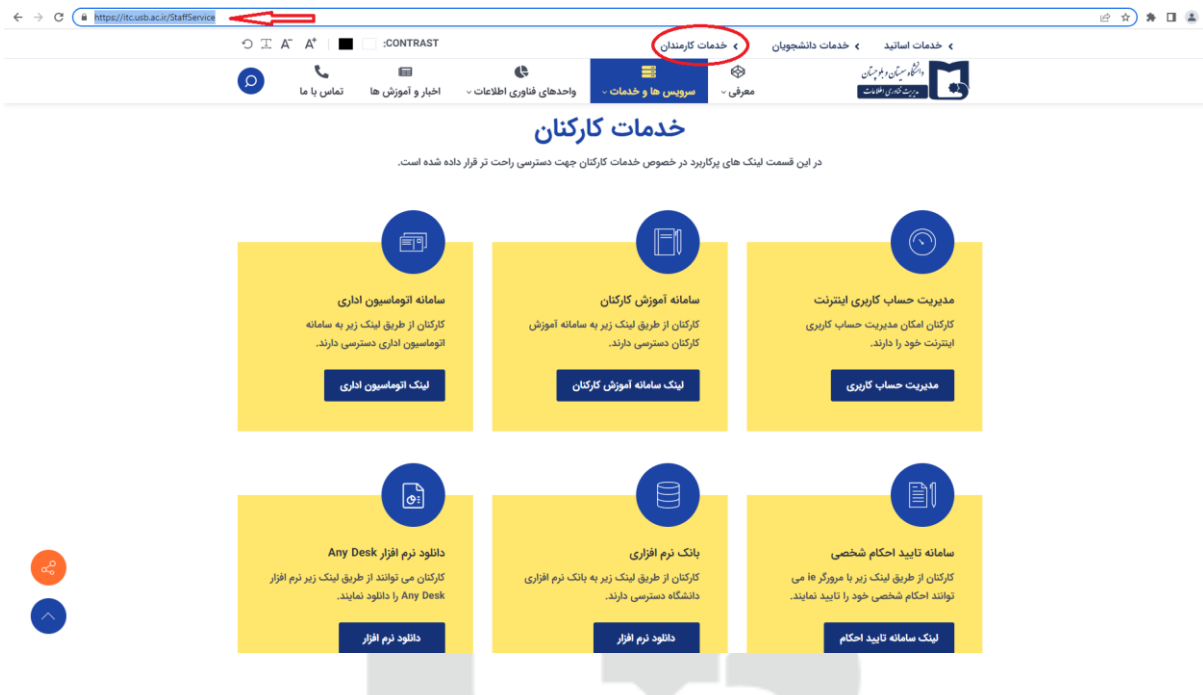 https://itc.usb.ac.ir/StaffService
خدمات اساتید
خدمات دانشجویان
خدمات کارمندان
CONTRAST:
A+
A-
دانشگاه سیستان و بلوچستان
مدیریت فناوری اطلاعات
معرفی
سرویس ها و خدمات
واحدهای فناوری اطلاعات
اخبار و آموزش ها
تماس با ما
خدمات کارکنان
در این قسمت لینک های پرکاربرد در خصوص خدمات کارکنان جهت دسترسی راحت تر قرار داده شده است.
مدیریت حساب کاربری اینترنت
کارکنان امکان مدیریت حساب کاربری
اینترنت خود را دارند.
مدیریت حساب کاربری
سامانه آموزش کارکنان
کارکنان از طریق لینک زیر به سامانه آموزش
کارکنان دسترسی دارند.
لینک سامانه آموزش کارکنان
سامانه اتوماسیون اداری
کارکنان از طریق لینک زیر به سامانه
اتوماسیون اداری دسترسی دارند.
لینک اتوماسیون اداری
سامانه تایید احکام شخصی
کارکنان از طریق لینک زیر با مرورگر ie می
توانند احکام شخصی خود را تایید نمایند.
لینک سامانه تایید احکام
بانک نرم افزاری
کارکنان از طریق لینک زیر به بانک نرم افزاری
دانشگاه دسترسی دارند.
دانلود نرم افزار
دانلود نرم افزار Any Desk
کارکنان می توانند از طریق لینک زیر نرم افزار
Any Desk را دانلود نمایند.
دانلود نرم افزار